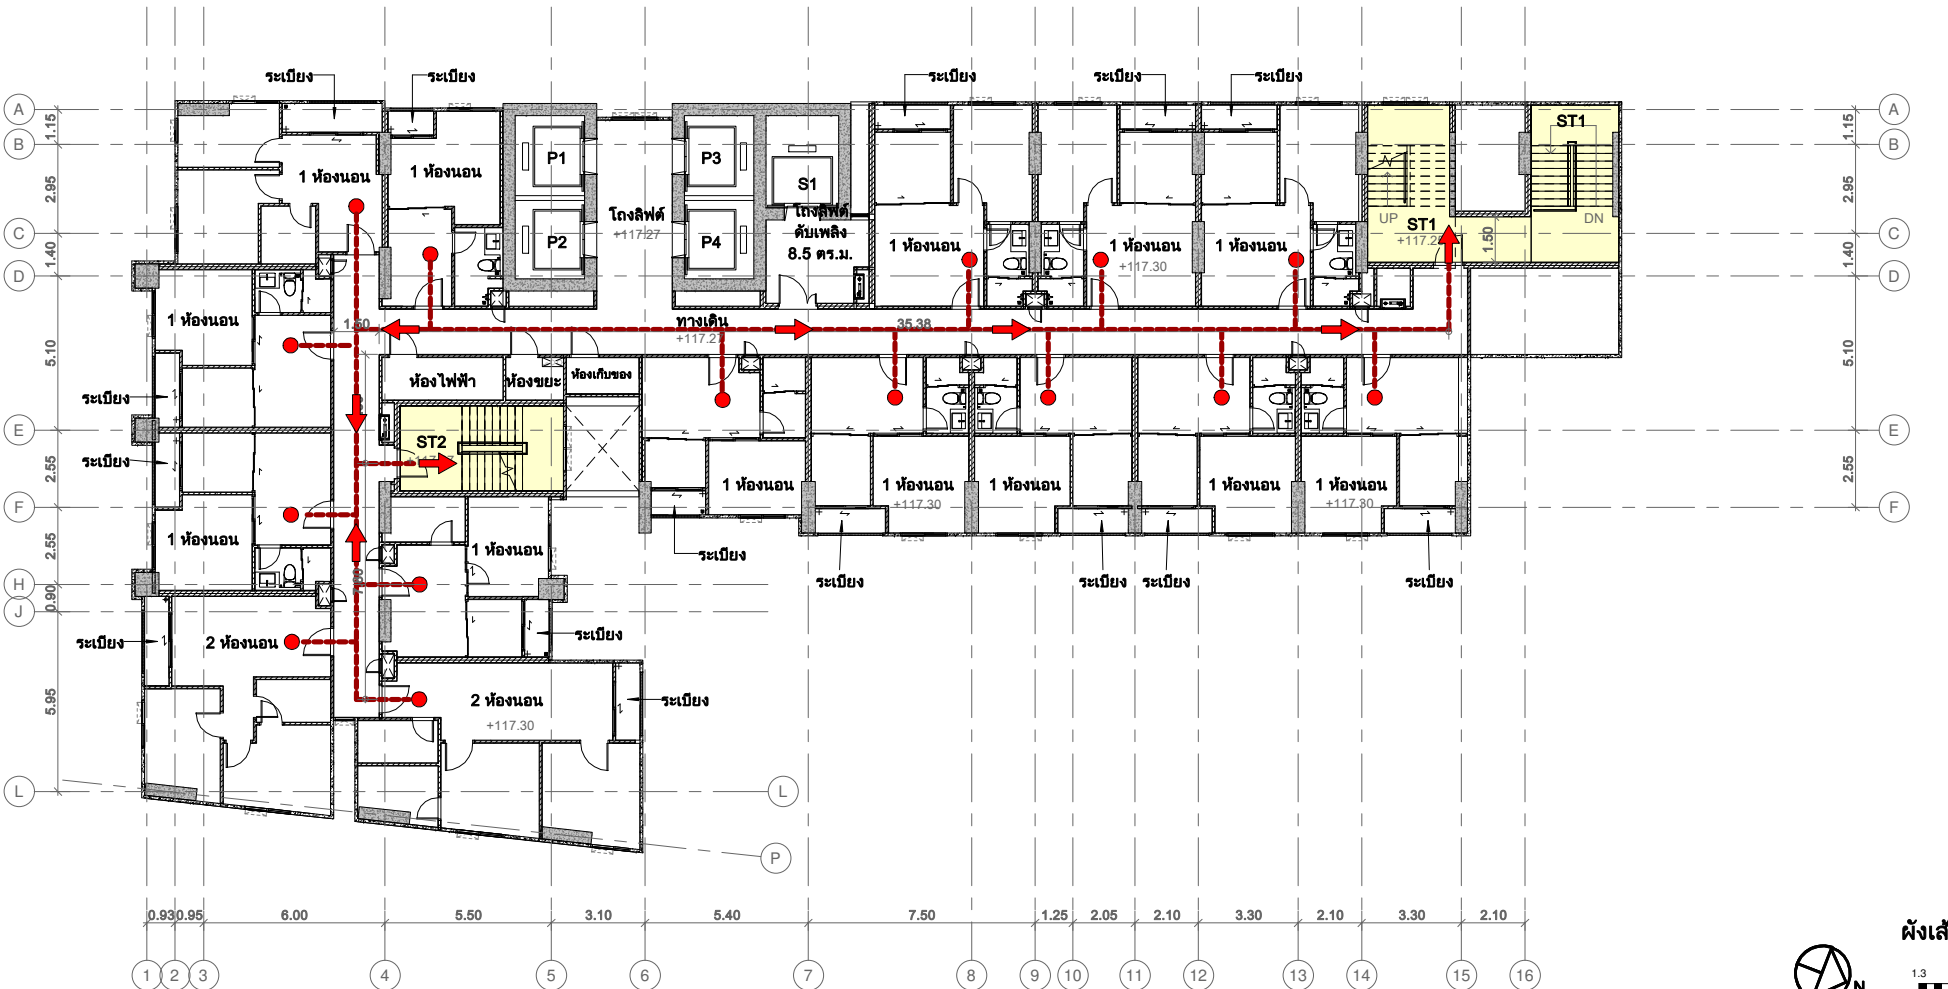 ระเบียง
ระเบียง
ระเบียง
ระเบียง
ระเบียง
A
A
1.15
1.15
ST1
B
B
P1
P3
1 ห้องนอน
1 ห้องนอน
S1
2.95
2.95
โถงลิฟต์
+117.27
โถงลิฟต์
ดับเพลิง
8.5 ตร.ม.
UP
ST1
DN
C
C
P2
P4
1 ห้องนอน
1 ห้องนอน
+117.30
1 ห้องนอน
1.50
1.40
1.40
D
D
1 ห้องนอน
1.50
ทางเดิน
+117.27
35.38
5.10
5.10
ห้องไฟฟ้า
ห้องขยะ
ห้องเก็บของ
ระเบียง
E
E
ST2
ระเบียง
2.55
2.55
1 ห้องนอน
1 ห้องนอน
+117.30
1 ห้องนอน
1 ห้องนอน
1 ห้องนอน
+117.30
F
F
1 ห้องนอน
1 ห้องนอน
2.55
ระเบียง
ระเบียง
ระเบียง
ระเบียง
ระเบียง
H
0.90
J
ระเบียง
2 ห้องนอน
ระเบียง
5.95
2 ห้องนอน
+117.30
ระเบียง
L
L
P
0.93
0.95
6.00
5.50
3.10
5.40
7.50
1.25
2.05
2.10
3.30
2.10
3.30
2.10
1
2
3
4
5
6
7
8
9
10
11
12
13
14
15
16
N
1.3